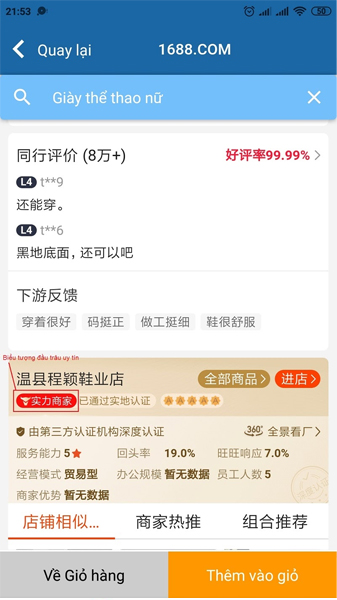 21:53
50
Quay lại
1688.COM
Giày thể thao nữ
同行评价 (8万+)
好评率99.99%
L4 t**9
还能穿。
L4 t**6
黑地底面，还可以吧
下游反馈
穿着很好 码挺正 做工挺细 鞋很舒服
Biểu tượng đầu trâu uy tín
温县程颖鞋业店
全部商品
进店
实力商家
已通过实地认证
由第三方认证机构深度认证
360° 全景看厂
服务能力 5★ 回头率 19.0% 旺旺响应 7.0%
经营模式 贸易型 办公规模 暂无数据 员工人数 5
商家优势 暂无数据
店铺相似...
商家热推
组合推荐
Về Giỏ hàng
Thêm vào giỏ